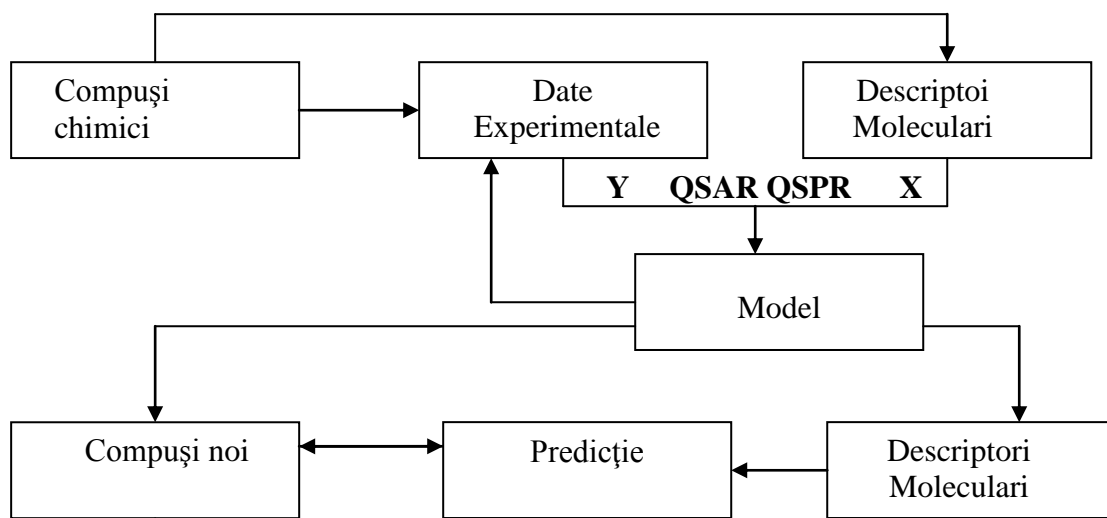 Compuşi
chimici
Date
Experimentale
Descriptoi
Moleculari
Y QSAR QSPR X
Model
Compuşi noi
Predicţie
Descriptori
Moleculari